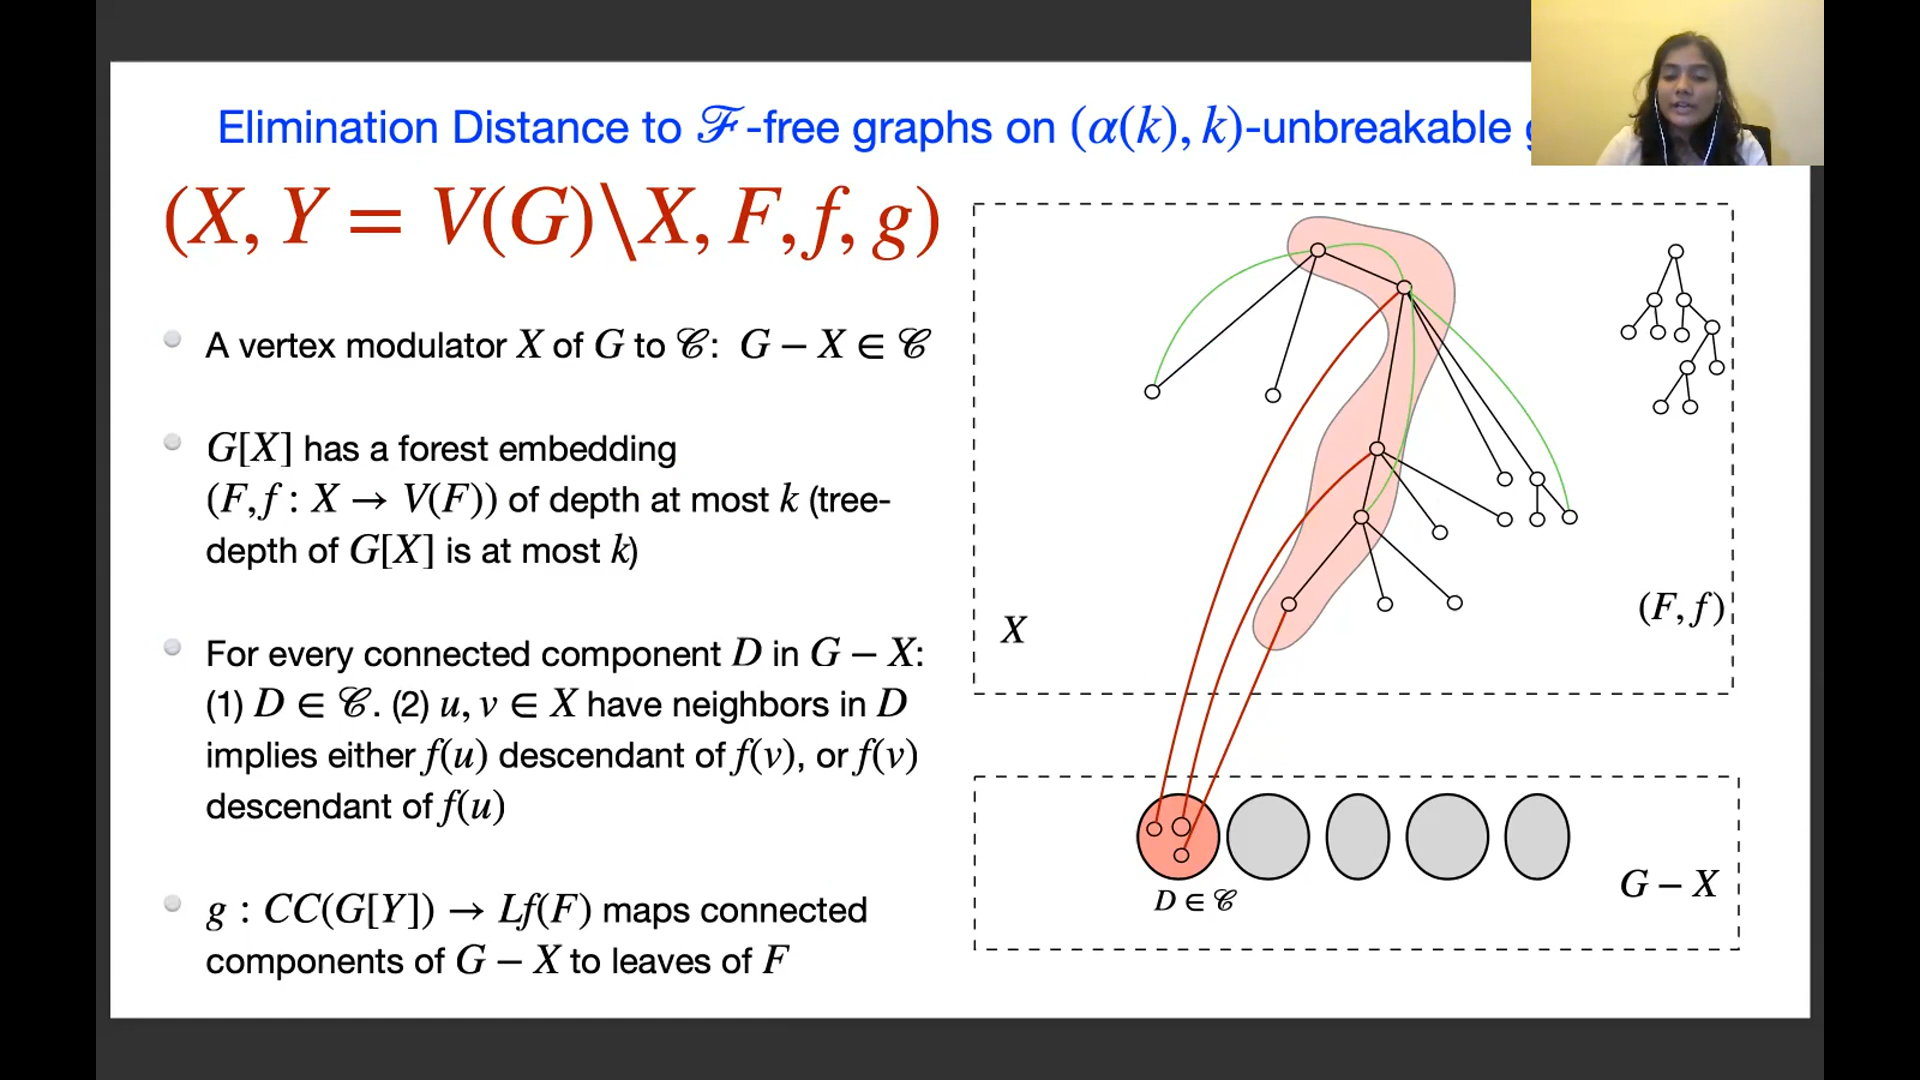 Elimination Distance to ℱ-free graphs on (α(k), k)-unbreakable
(X, Y = V(G)\X, F, f, g)
A vertex modulator X of G to 𝒞: G − X ∈ 𝒞
G[X] has a forest embedding
(F, f : X → V(F)) of depth at most k (tree-
depth of G[X] is at most k)
For every connected component D in G − X:
(1) D ∈ 𝒞. (2) u, v ∈ X have neighbors in D
implies either f(u) descendant of f(v), or f(v)
descendant of f(u)
g : CC(G[Y]) → Lf(F) maps connected
components of G − X to leaves of F
X
(F, f)
D ∈ 𝒞
G − X